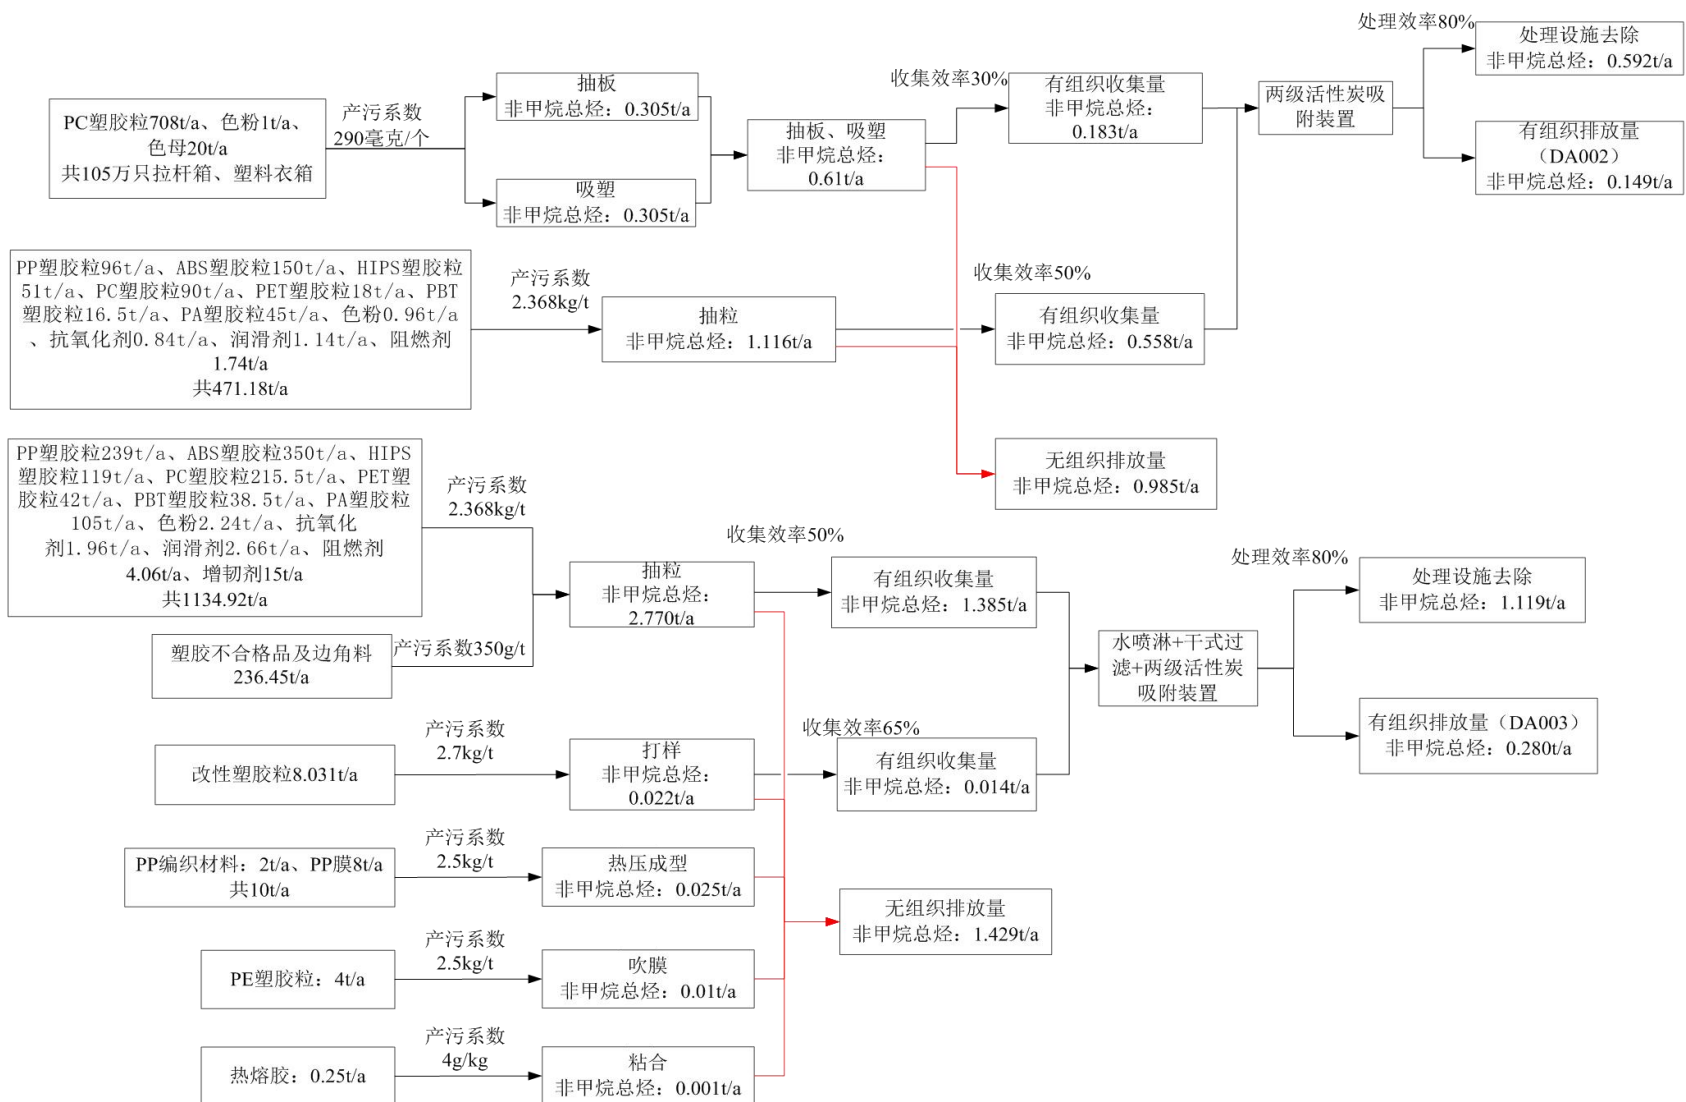 PC塑胶粒708t/a、色粉1t/a、
色母20t/a
共105万只拉杆箱、塑料衣箱
产污系数
290毫克/个
抽板
非甲烷总烃：0.305t/a
吸塑
非甲烷总烃：0.305t/a
抽板、吸塑
非甲烷总烃：
0.61t/a
收集效率30%
有组织收集量
非甲烷总烃：
0.183t/a
两级活性炭吸
附装置
处理效率80%
处理设施去除
非甲烷总烃：0.592t/a
有组织排放量
（DA002）
非甲烷总烃：0.149t/a
PP塑胶粒96t/a、ABS塑胶粒150t/a、HIPS塑胶粒
51t/a、PC塑胶粒90t/a、PET塑胶粒18t/a、PBT
塑胶粒16.5t/a、PA塑胶粒45t/a、色粉0.96t/a
、抗氧化剂0.84t/a、润滑剂1.14t/a、阻燃剂
1.74t/a
共471.18t/a
产污系数
2.368kg/t
抽粒
非甲烷总烃：1.116t/a
收集效率50%
有组织收集量
非甲烷总烃：0.558t/a
无组织排放量
非甲烷总烃：0.985t/a
PP塑胶粒239t/a、ABS塑胶粒350t/a、HIPS
塑胶粒119t/a、PC塑胶粒215.5t/a、PET塑
胶粒42t/a、PBT塑胶粒38.5t/a、PA塑胶粒
105t/a、色粉2.24t/a、抗氧化
剂1.96t/a、润滑剂2.66t/a、阻燃剂
4.06t/a、增韧剂15t/a
共1134.92t/a
产污系数
2.368kg/t
塑胶不合格品及边角料
236.45t/a
产污系数350g/t
抽粒
非甲烷总烃：
2.770t/a
收集效率50%
有组织收集量
非甲烷总烃：1.385t/a
水喷淋+干式过
滤+两级活性炭
吸附装置
处理效率80%
处理设施去除
非甲烷总烃：1.119t/a
有组织排放量（DA003）
非甲烷总烃：0.280t/a
改性塑胶粒8.031t/a
产污系数
2.7kg/t
打样
非甲烷总烃：
0.022t/a
收集效率65%
有组织收集量
非甲烷总烃：0.014t/a
PP编织材料：2t/a、PP膜8t/a
共10t/a
产污系数
2.5kg/t
热压成型
非甲烷总烃：0.025t/a
无组织排放量
非甲烷总烃：1.429t/a
PE塑胶粒：4t/a
产污系数
2.5kg/t
吹膜
非甲烷总烃：0.01t/a
热熔胶：0.25t/a
产污系数
4g/kg
粘合
非甲烷总烃：0.001t/a